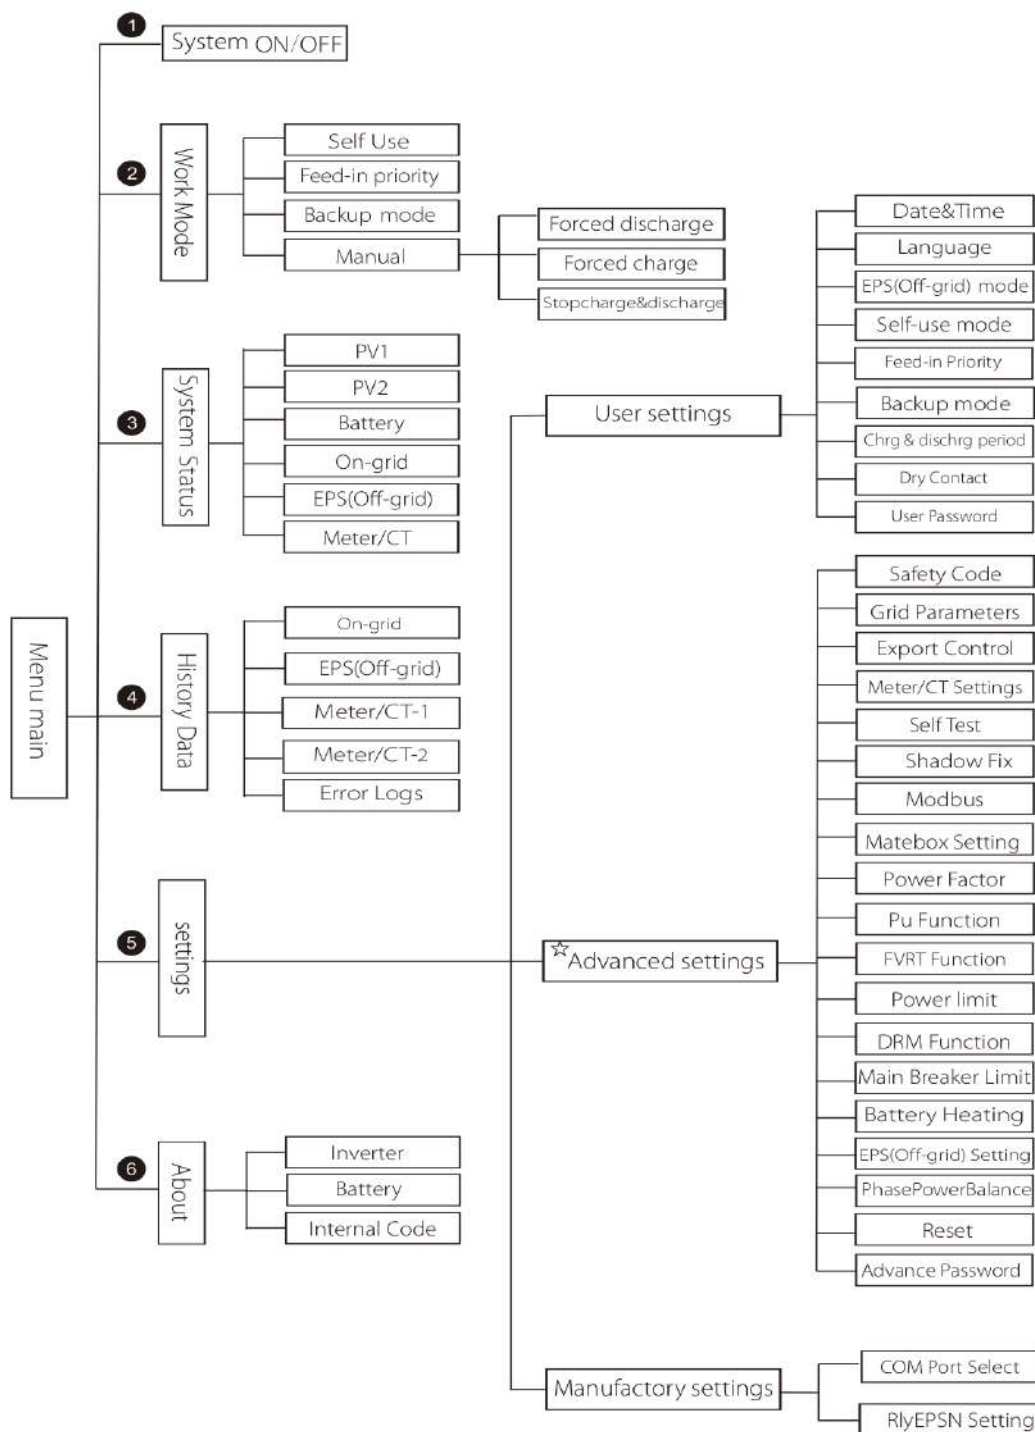 Menu main
1
System ON/OFF
2
Work Mode
Self Use
Feed-in priority
Backup mode
Manual
Forced discharge
Forced charge
Stopcharge&discharge
3
System Status
PV1
PV2
Battery
On-grid
EPS(Off-grid)
Meter/CT
4
History Data
On-grid
EPS(Off-grid)
Meter/CT-1
Meter/CT-2
Error Logs
5
settings
User settings
Date&Time
Language
EPS(Off-grid) mode
Self-use mode
Feed-in Priority
Backup mode
Chrg & dischrg period
Dry Contact
User Password
☆Advanced settings
Safety Code
Grid Parameters
Export Control
Meter/CT Settings
Self Test
Shadow Fix
Modbus
Matebox Setting
Power Factor
Pu Function
FVRT Function
Power limit
DRM Function
Main Breaker Limit
Battery Heating
EPS(Off-grid) Setting
PhasePowerBalance
Reset
Advance Password
Manufactory settings
COM Port Select
RlyEPSN Setting
6
About
Inverter
Battery
Internal Code